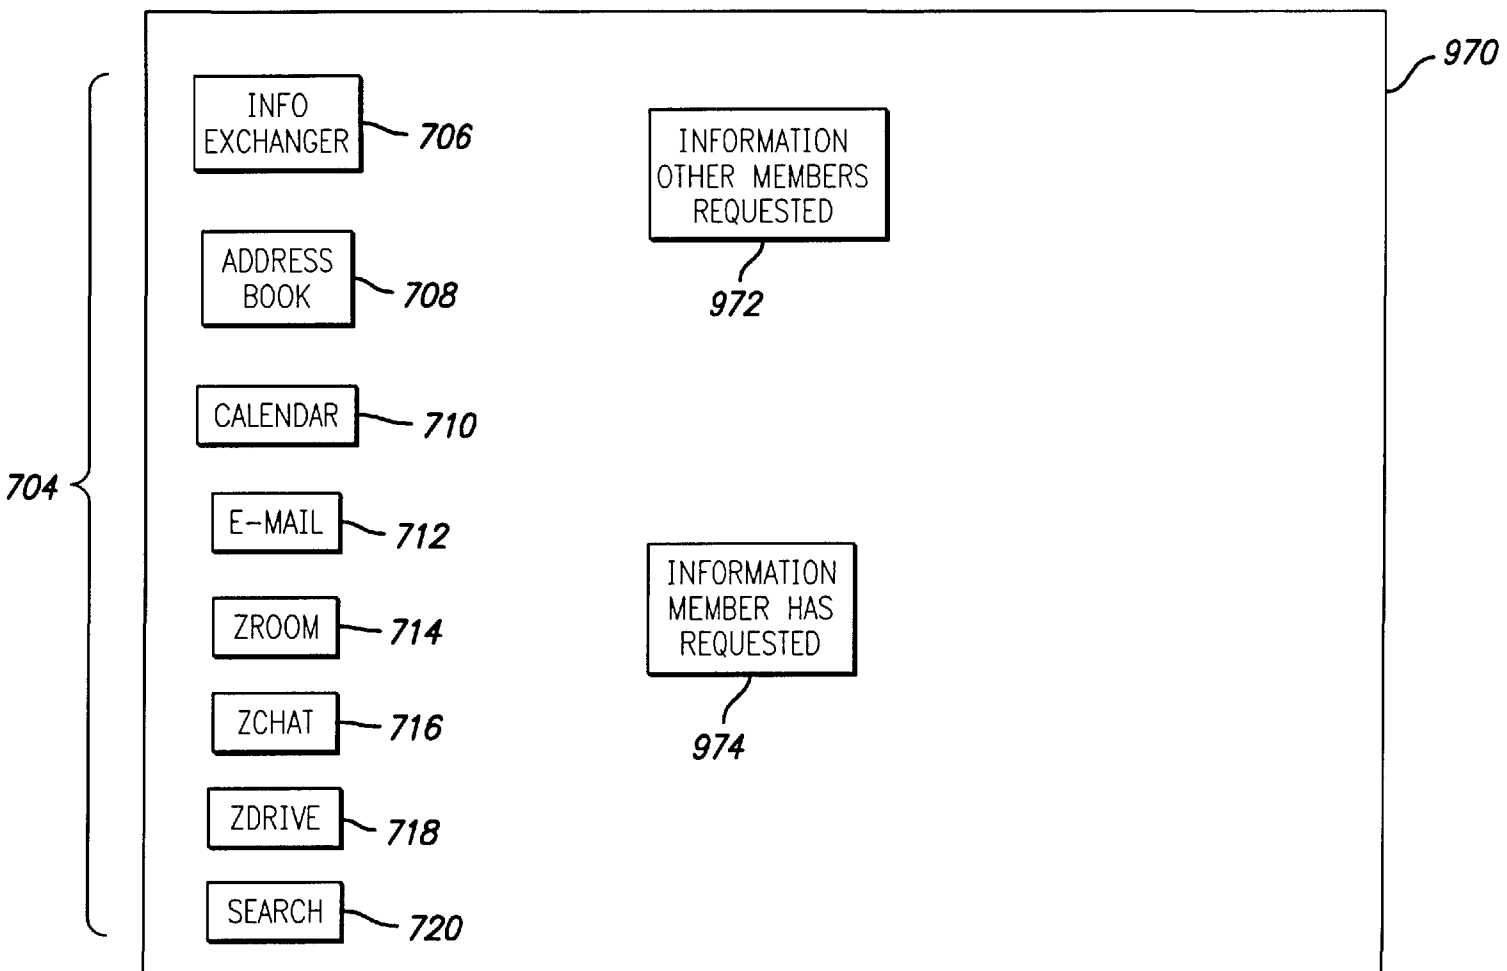 970
INFO
EXCHANGER
706
INFORMATION
OTHER MEMBERS
REQUESTED
972
ADDRESS
BOOK
708
CALENDAR
710
704
E-MAIL
712
INFORMATION
MEMBER HAS
REQUESTED
974
ZROOM
714
ZCHAT
716
ZDRIVE
718
SEARCH
720